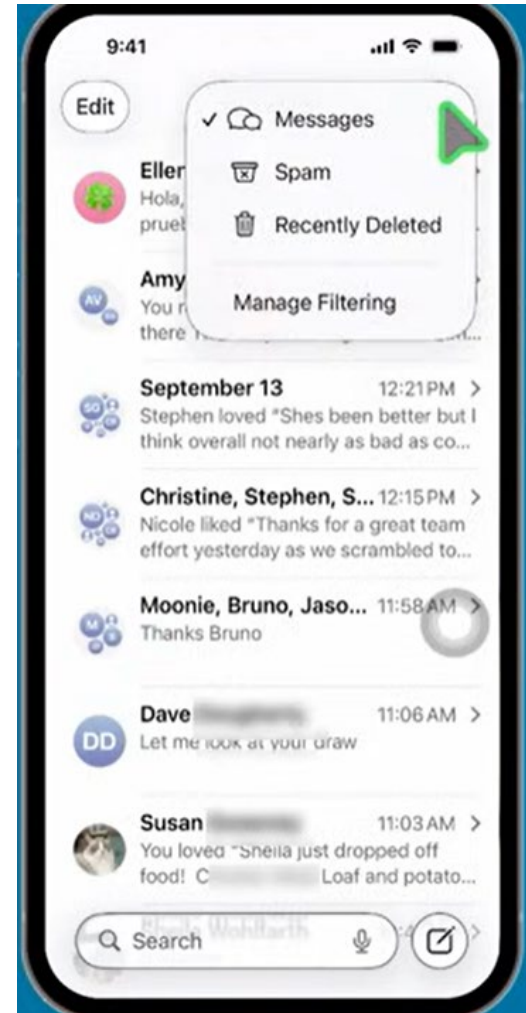 9:41
Edit
Messages
Spam
Recently Deleted
Manage Filtering
Eller
Hola,
prueb
AV
Amy
You r
there
September 13 12:21 PM
SG
Stephen loved "Shes been better but I
think overall not nearly as bad as co...
Christine, Stephen, S... 12:15 PM
ND
Nicole liked "Thanks for a great team
effort yesterday as we scrambled to...
Moonie, Bruno, Jaso... 11:58 AM
M
Thanks Bruno
Dave 11:06 AM
DD
Let me look at your draw
Susan 11:03 AM
You loved "Sheila just dropped off
food! C Loaf and potato...
Search